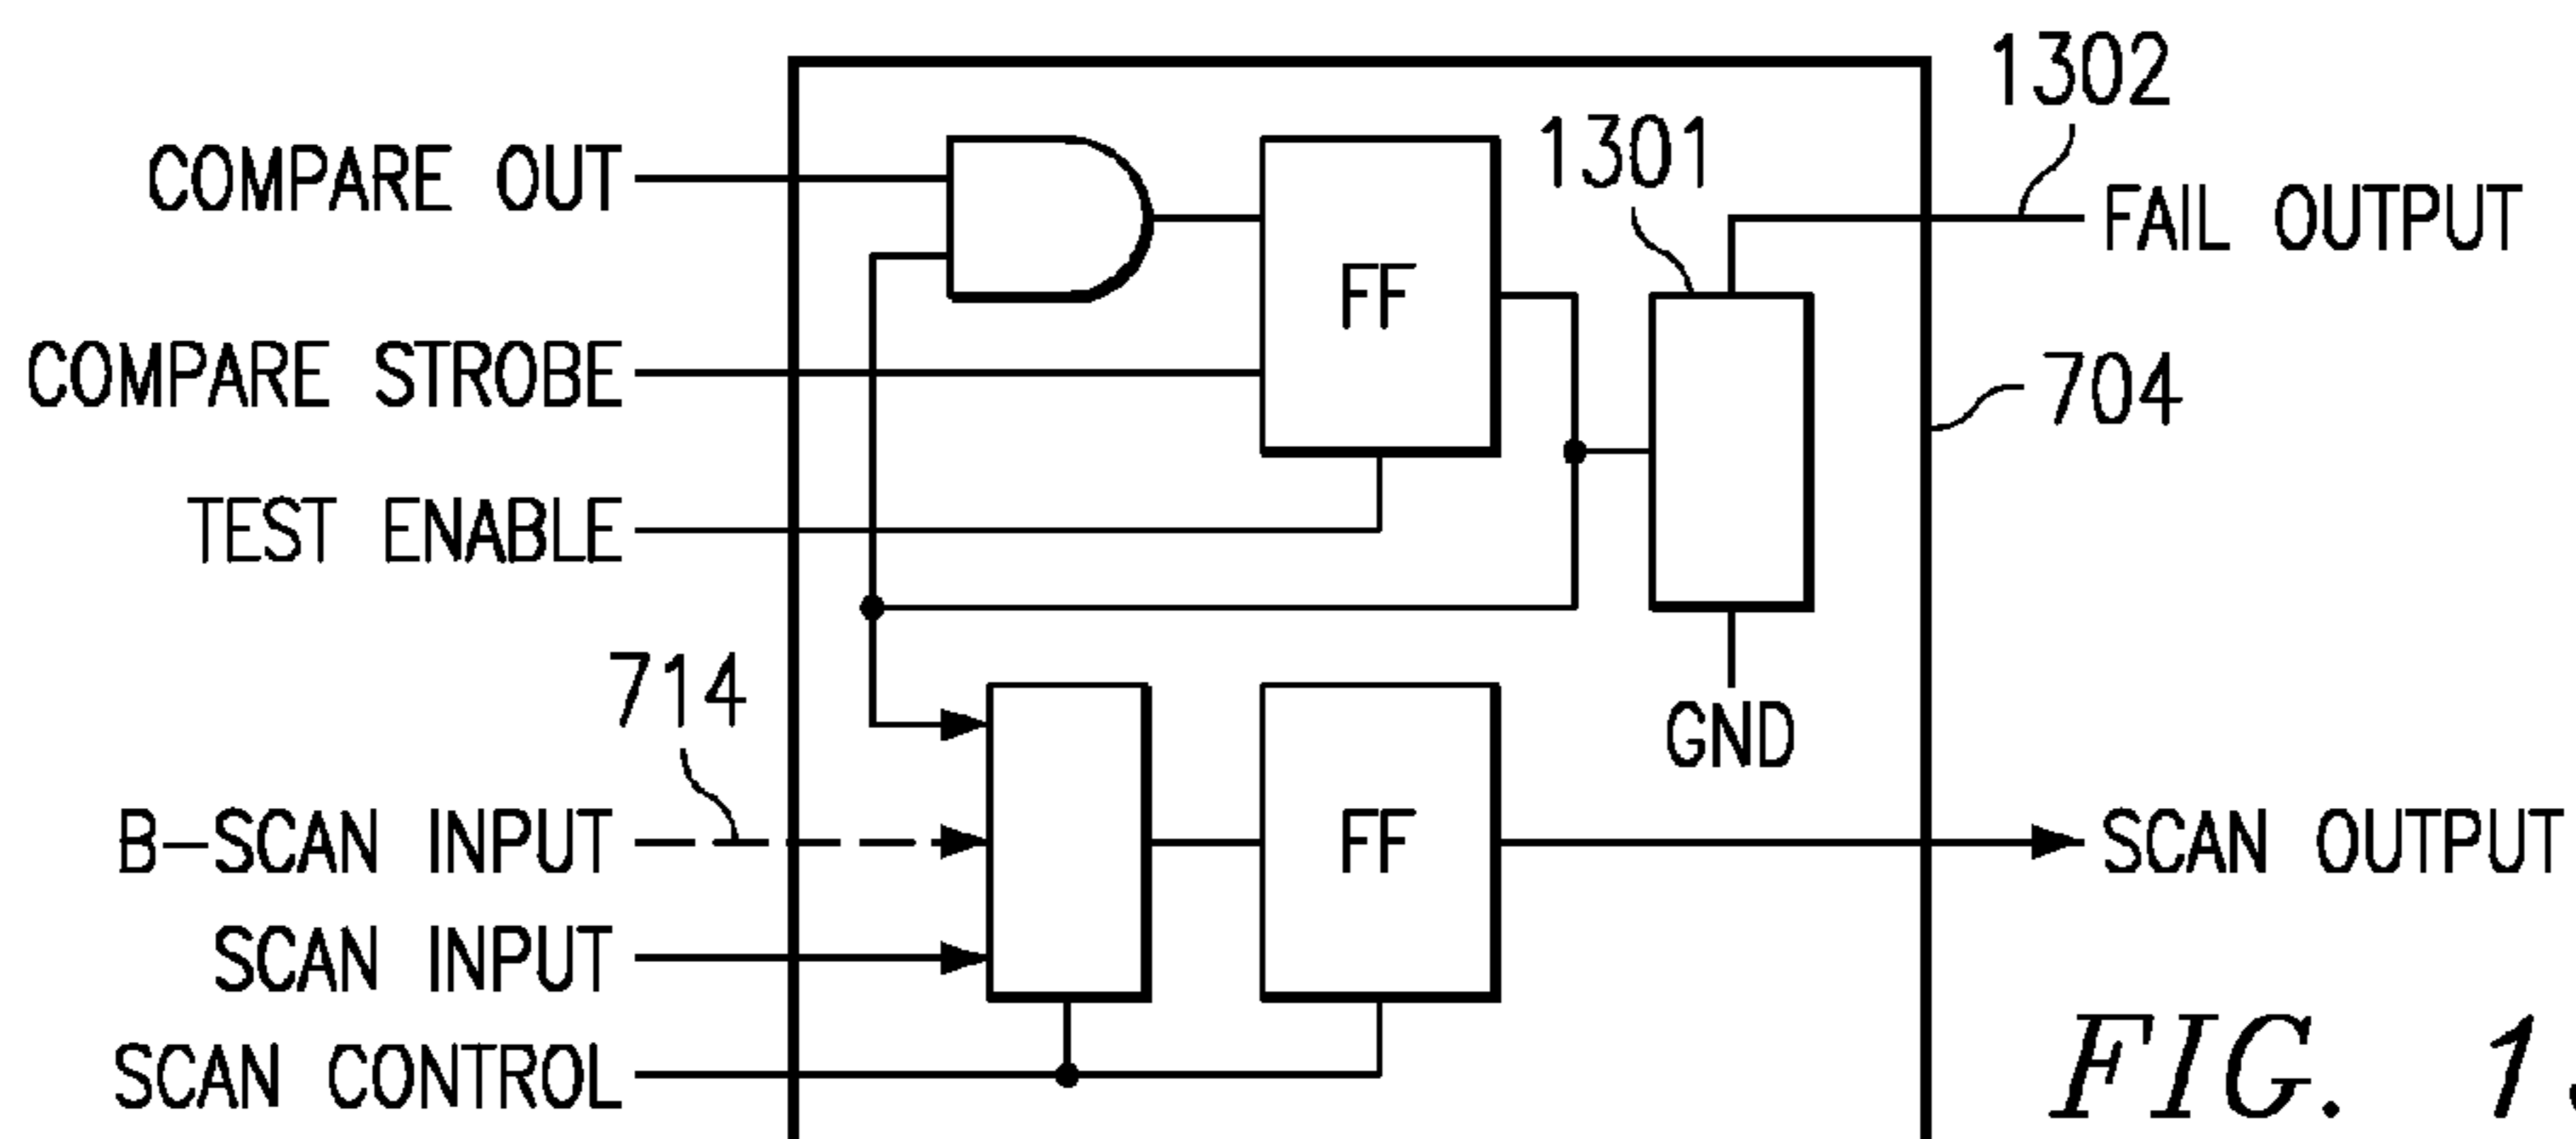 1302
1301
COMPARE OUT
FAIL OUTPUT
FF
COMPARE STROBE
704
TEST ENABLE
714
GND
B-SCAN INPUT
FF
SCAN OUTPUT
SCAN INPUT
SCAN CONTROL
FIG.